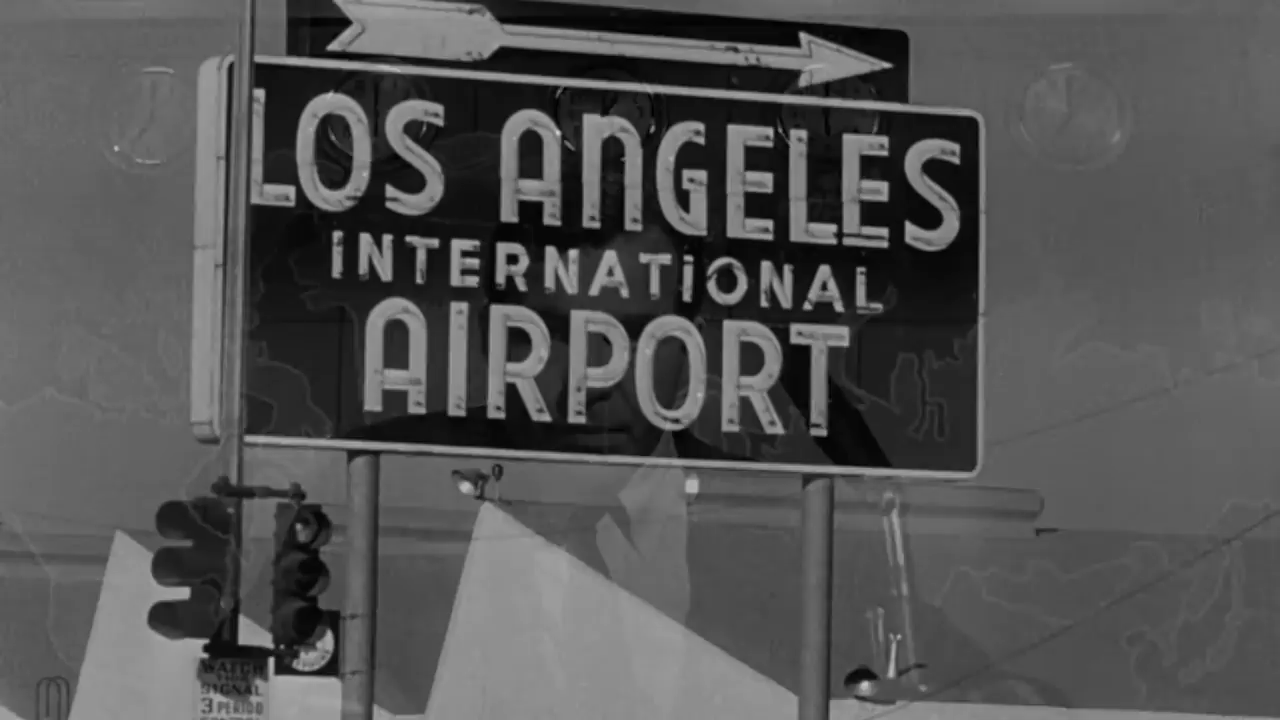 LOS ANGELES
INTERNATIONAL
AIRPORT
WATCH
SIGNAL
3 PERIOD